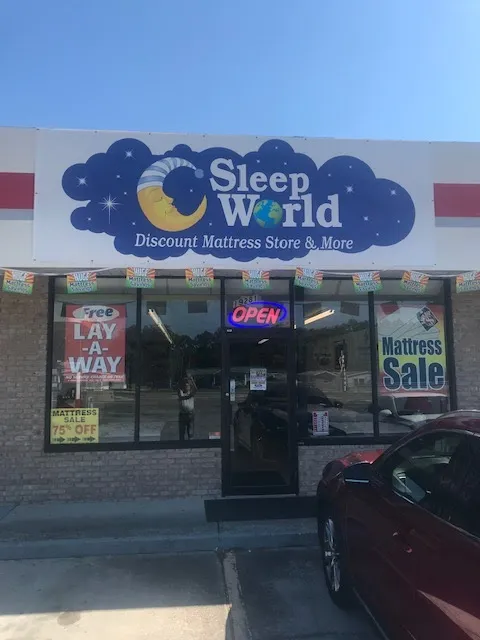 Sleep
World
Discount Mattress Store & More
OPEN
Free
LAY
-A-
WAY
Mattress
Sale
MATTRESS
SALE
75% OFF